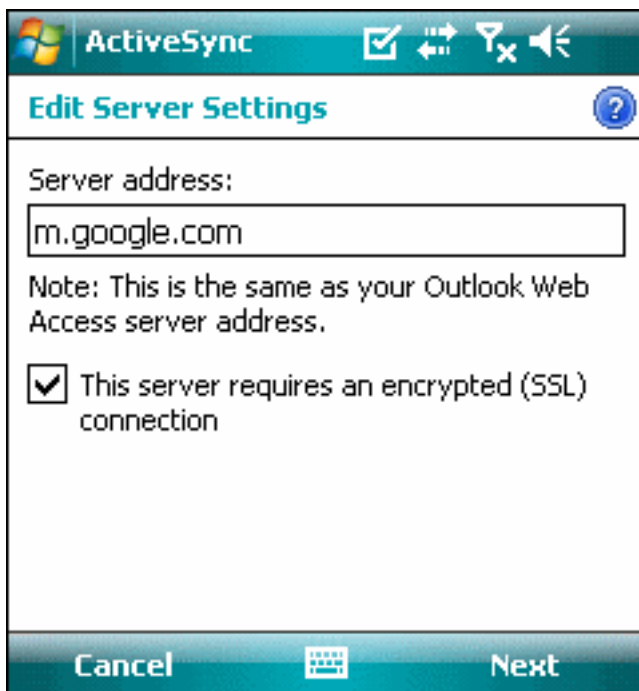 ActiveSync
Edit Server Settings
Server address:
m.google.com
Note: This is the same as your Outlook Web
Access server address.
This server requires an encrypted (SSL)
connection
Cancel Next